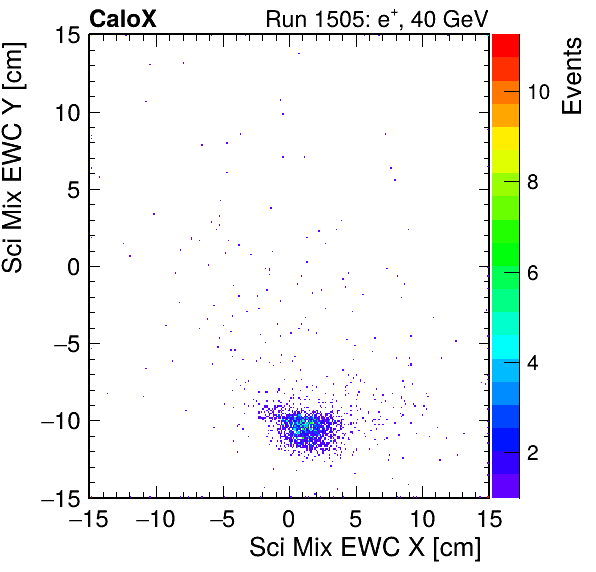 CaloX Run 1505: e+, 40 GeV
Sci Mix EWC Y [cm]
15
10
5
0
−5
−10
−15
−15 −10 −5 0 5 10 15
Sci Mix EWC X [cm]
10
8
6
4
2
Events